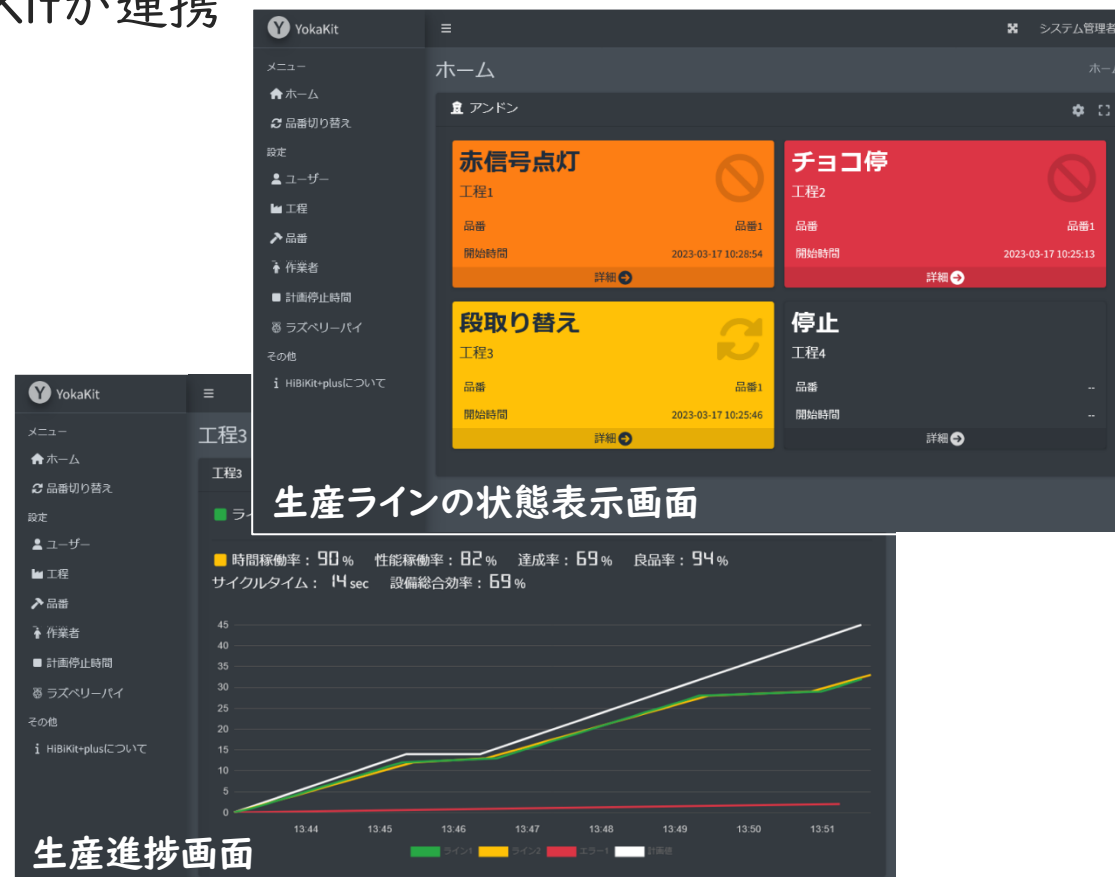 Kitが連携
YokaKit
システム管理者
メニュー
ホーム
品番切り替え
設定
ユーザー
工程
品番
作業者
計画停止時間
ラズベリーパイ
その他
HiBiKit+plusについて
ホーム
ホーム
アンドン
赤信号点灯
工程1
品番 品番1
開始時間 2023-03-17 10:28:54
詳細
チョコ停
工程2
品番 品番1
開始時間 2023-03-17 10:25:13
詳細
段取り替え
工程3
品番 品番1
開始時間 2023-03-17 10:25:46
詳細
停止
工程4
品番 --
開始時間 --
詳細
生産ラインの状態表示画面
YokaKit
メニュー
ホーム
品番切り替え
設定
ユーザー
工程
品番
作業者
計画停止時間
ラズベリーパイ
その他
HiBiKit+plusについて
工程3
工程3
時間稼働率：90% 性能稼働率：82% 達成率：69% 良品率：94%
サイクルタイム：14sec 設備総合効率：69%
45
40
35
30
25
20
15
10
5
0
13:44 13:45 13:46 13:47 13:48 13:49 13:50 13:51
ライン1 ライン2 エラー1 計画値
生産進捗画面